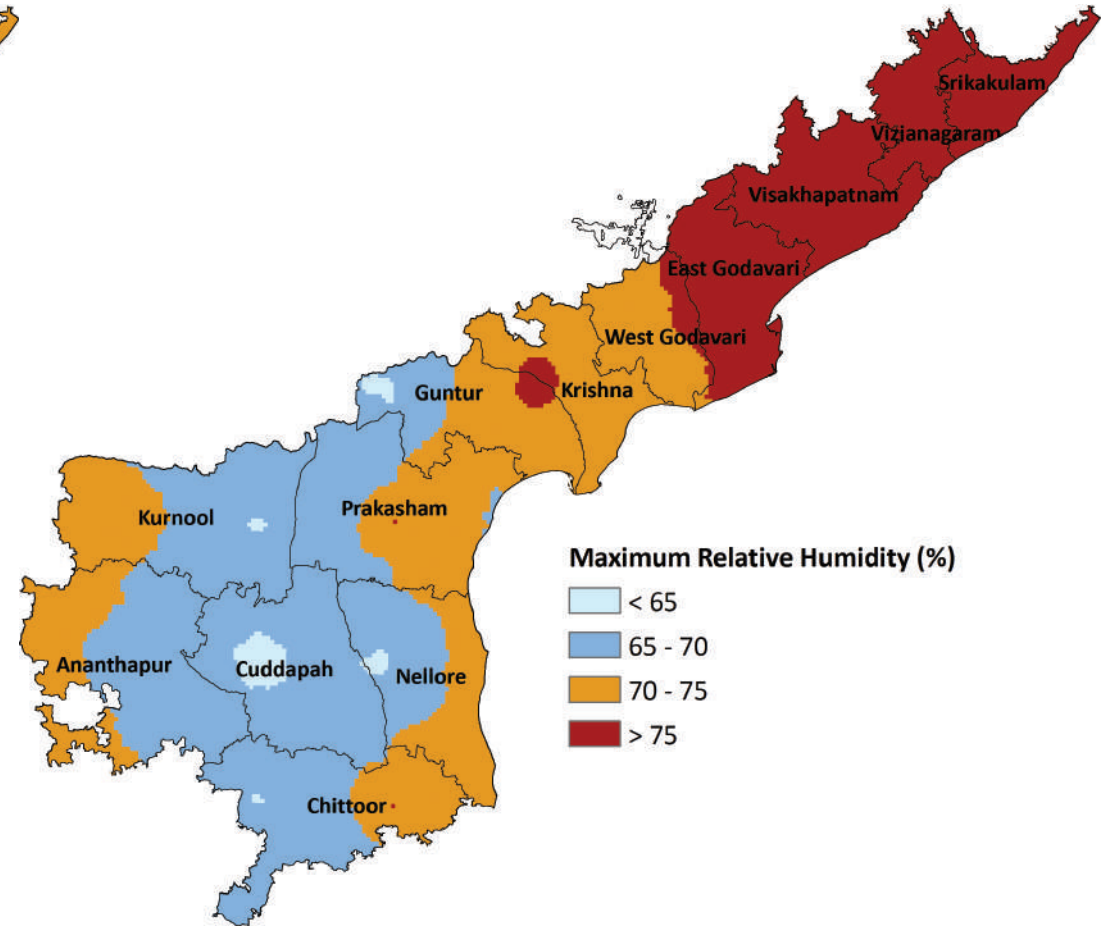 Srikakulam
Vizianagaram
Visakhapatnam
East Godavari
West Godavari
Krishna
Guntur
Prakasham
Kurnool
Ananthapur
Cuddapah
Nellore
Chittoor
Maximum Relative Humidity (%)
< 65
65 - 70
70 - 75
> 75